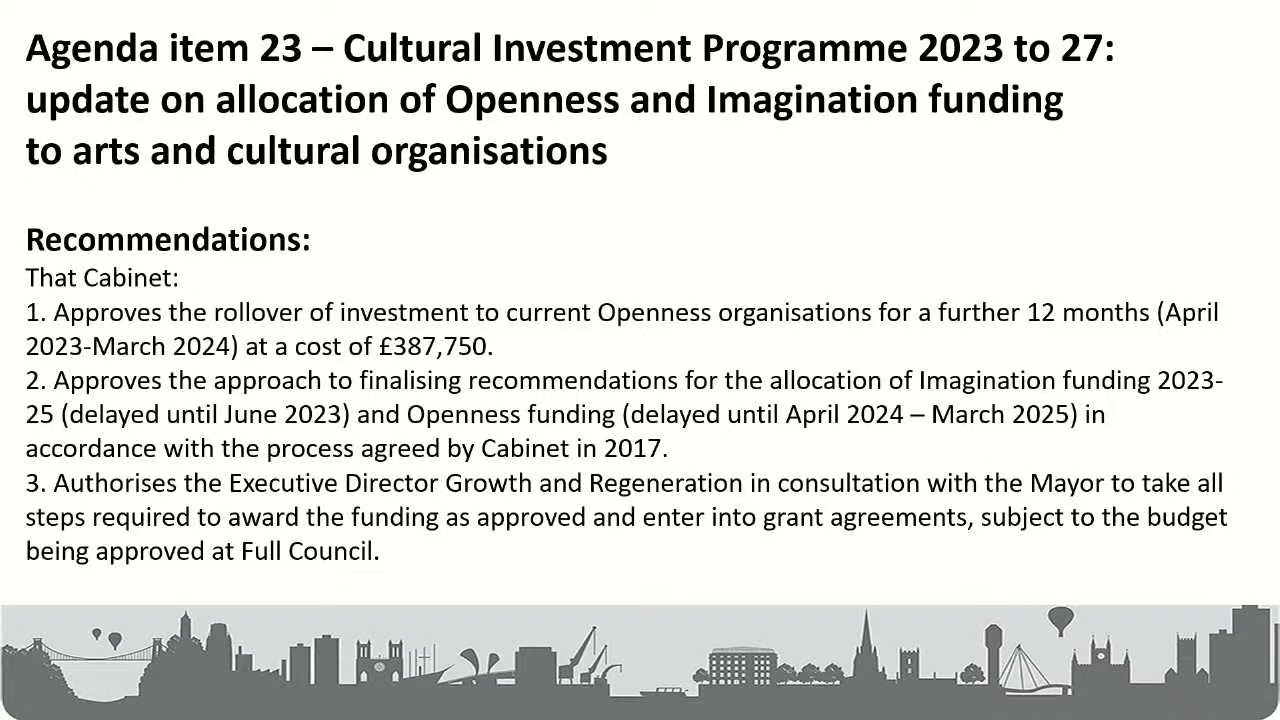 Agenda item 23 – Cultural Investment Programme 2023 to 27:
update on allocation of Openness and Imagination funding
to arts and cultural organisations
Recommendations:
That Cabinet:
1. Approves the rollover of investment to current Openness organisations for a further 12 months (April
2023-March 2024) at a cost of £387,750.
2. Approves the approach to finalising recommendations for the allocation of Imagination funding 2023-
25 (delayed until June 2023) and Openness funding (delayed until April 2024 – March 2025) in
accordance with the process agreed by Cabinet in 2017.
3. Authorises the Executive Director Growth and Regeneration in consultation with the Mayor to take all
steps required to award the funding as approved and enter into grant agreements, subject to the budget
being approved at Full Council.